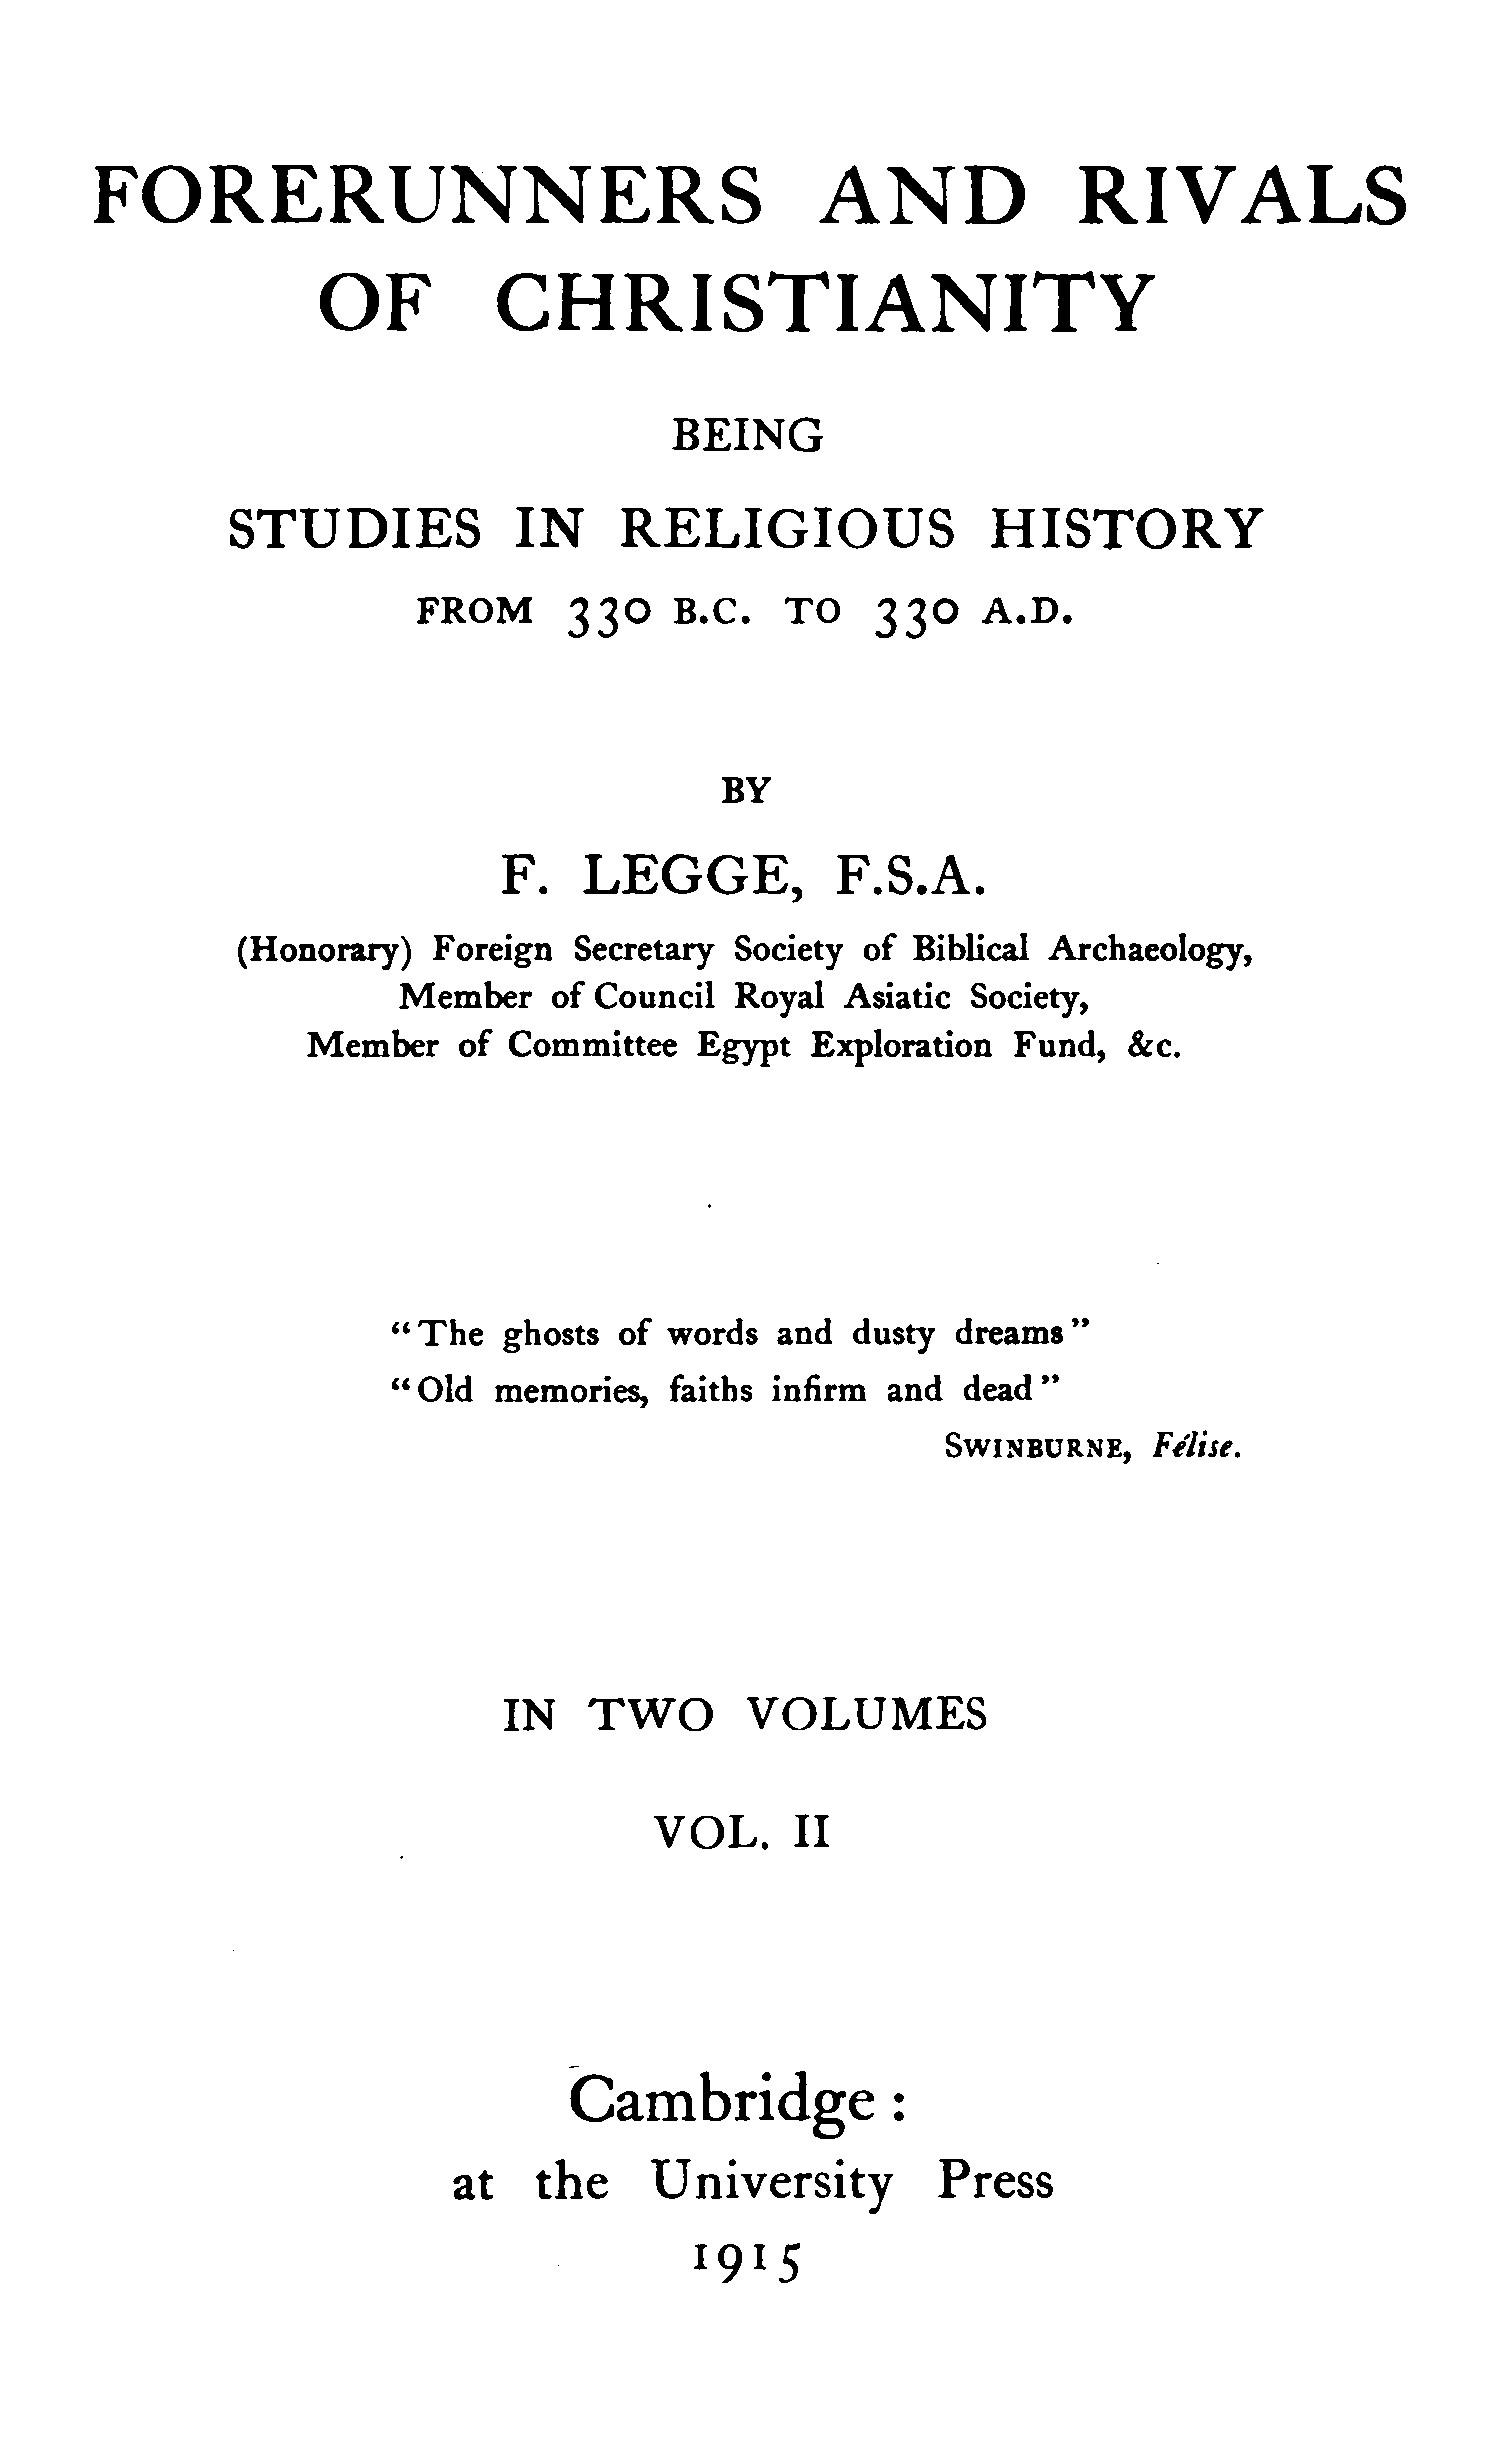 FORERUNNERS AND RIVALS
OF CHRISTIANITY
BEING
STUDIES IN RELIGIOUS HISTORY
FROM 330 B.C. TO 330 A.D.
BY
F. LEGGE, F.S.A.
(Honorary) Foreign Secretary Society of Biblical Archaeology,
Member of Council Royal Asiatic Society,
Member of Committee Egypt Exploration Fund, &c.
"The ghosts of words and dusty dreams"
"Old memories, faiths infirm and dead"
SWINBURNE, Félise.
IN TWO VOLUMES
VOL. II
Cambridge:
at the University Press
1915